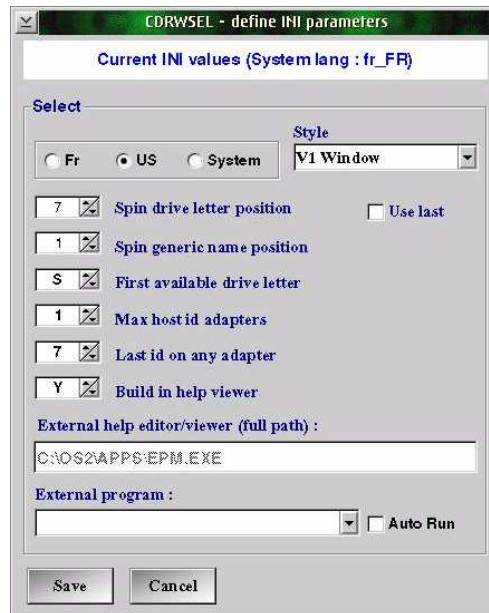 CDRWSEL - define INI parameters
Current INI values (System lang : fr_FR)
Select
Style
Fr US System V1 Window
7 Spin drive letter position Use last
1 Spin generic name position
S First available drive letter
1 Max host id adapters
7 Last id on any adapter
Y Build in help viewer
External help editor/viewer (full path) :
C:\OS2\APPS\EPM.EXE
External program :
Auto Run
Save Cancel